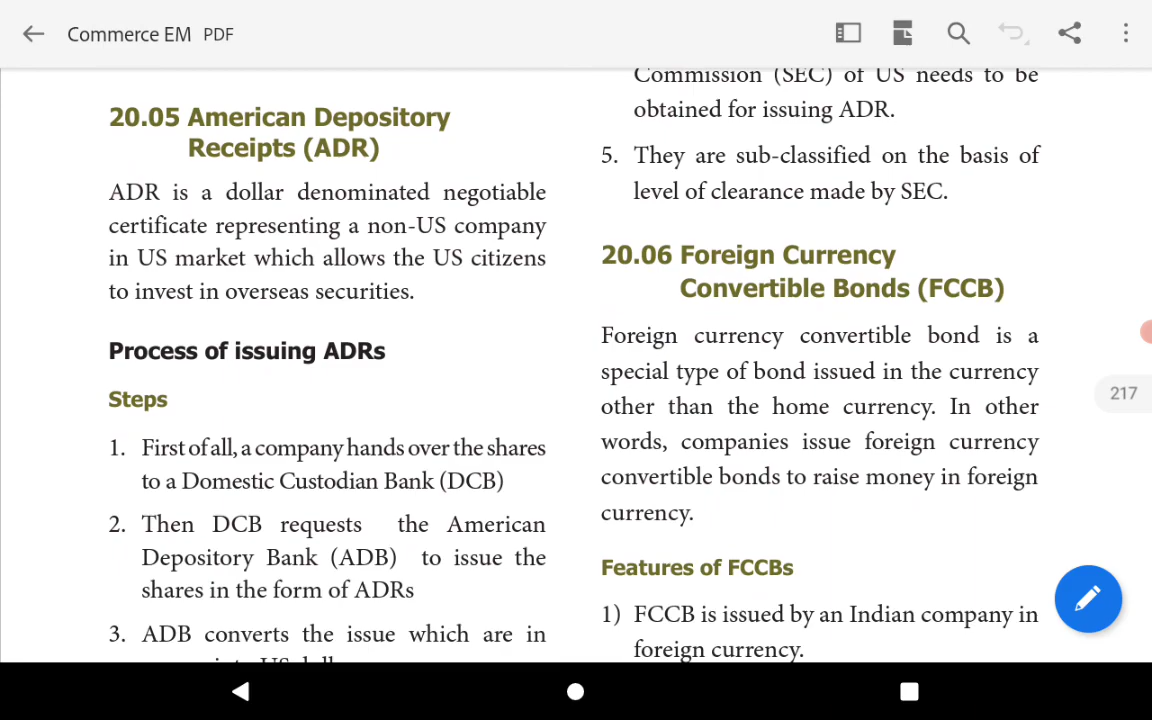 Commerce EM PDF
20.05 American Depository
Receipts (ADR)
ADR is a dollar denominated negotiable
certificate representing a non-US company
in US market which allows the US citizens
to invest in overseas securities.
Process of issuing ADRs
Steps
1. First of all, a company hands over the shares
to a Domestic Custodian Bank (DCB)
2. Then DCB requests the American
Depository Bank (ADB) to issue the
shares in the form of ADRs
3. ADB converts the issue which are in
Commission (SEC) of US needs to be
obtained for issuing ADR.
5. They are sub-classified on the basis of
level of clearance made by SEC.
20.06 Foreign Currency
Convertible Bonds (FCCB)
Foreign currency convertible bond is a
special type of bond issued in the currency
other than the home currency. In other
words, companies issue foreign currency
convertible bonds to raise money in foreign
currency.
Features of FCCBs
1) FCCB is issued by an Indian company in
foreign currency.
217